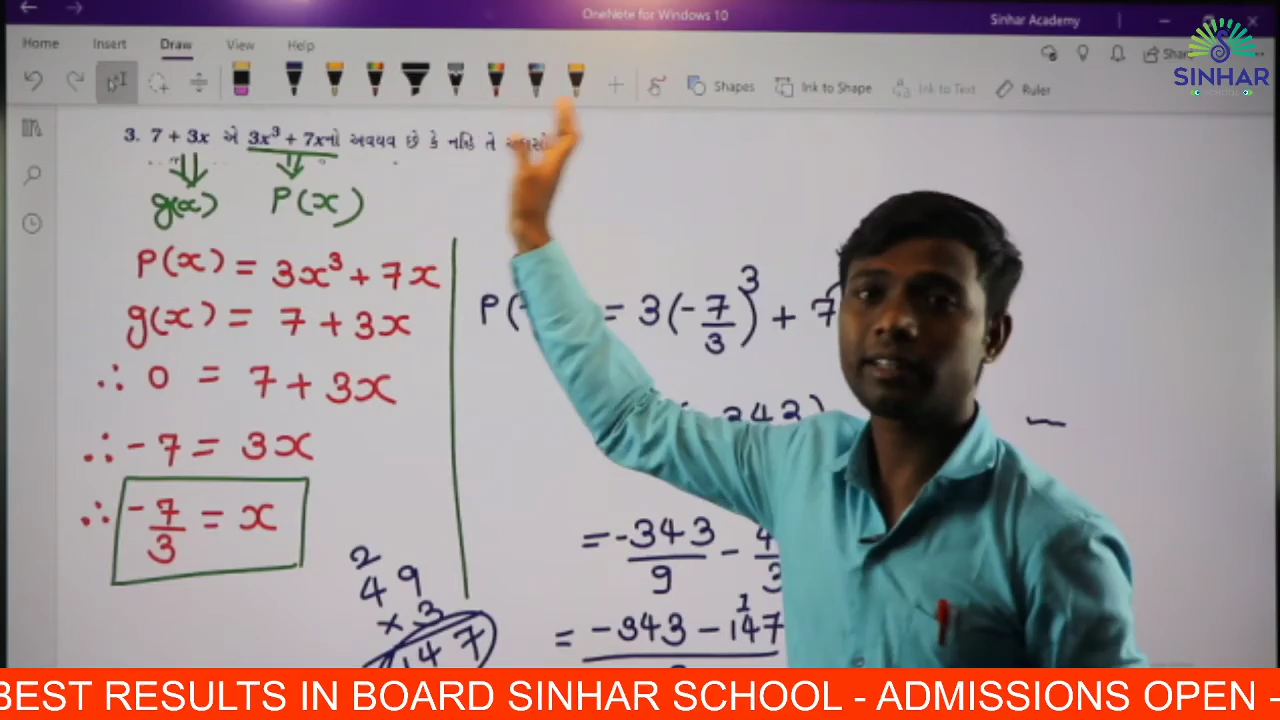 OneNote for Windows 10
Sinhar Academy
Home Insert Draw View Help
Shapes Ink to Shape Ink to Text Ruler
SINHAR
SCHOOL
3. 7 + 3x એ 3x³ + 7xનો અવયવ છે કે નહિ તે
g(x) P(x)
P(x) = 3x³ + 7x
g(x) = 7 + 3x
∴ 0 = 7 + 3x
∴ -7 = 3x
∴ -7/3 = x
2
49
×3
147
= 3(-7/3)³ + 7
= -343/9 - 4
= -343 - 147
BEST RESULTS IN BOARD SINHAR SCHOOL - ADMISSIONS OPEN -